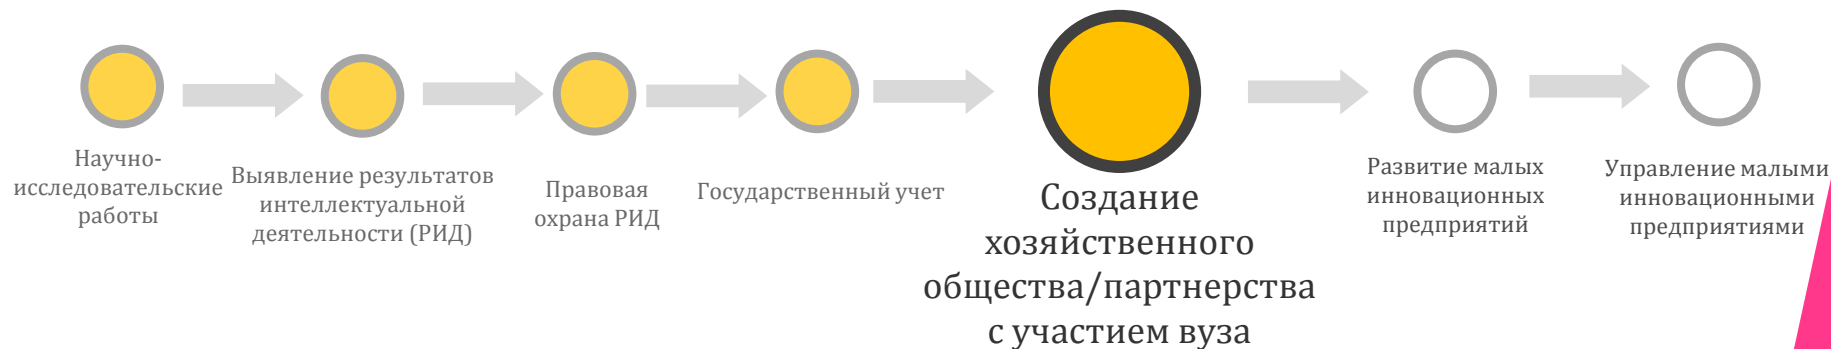 Научно-
исследовательские
работы
Выявление результатов
интеллектуальной
деятельности (РИД)
Правовая
охрана РИД
Государственный учет
Создание
хозяйственного
общества/партнерства
с участием вуза
Развитие малых
инновационных
предприятий
Управление малыми
инновационными
предприятиями